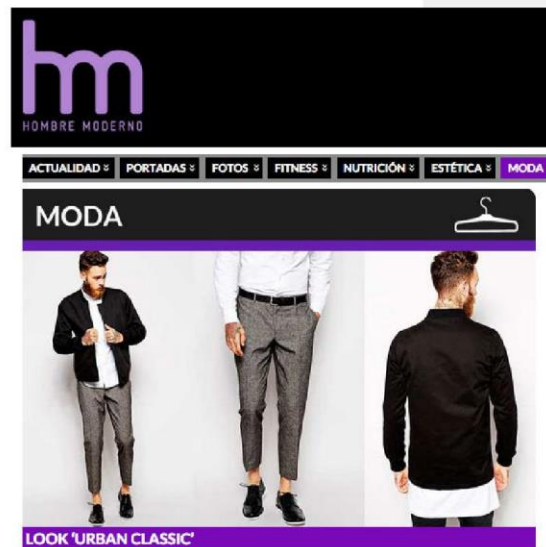 hm
HOMBRE MODERNO
ACTUALIDAD PORTADAS FOTOS FITNESS NUTRICIÓN ESTÉTICA MODA
MODA
LOOK 'URBAN CLASSIC'